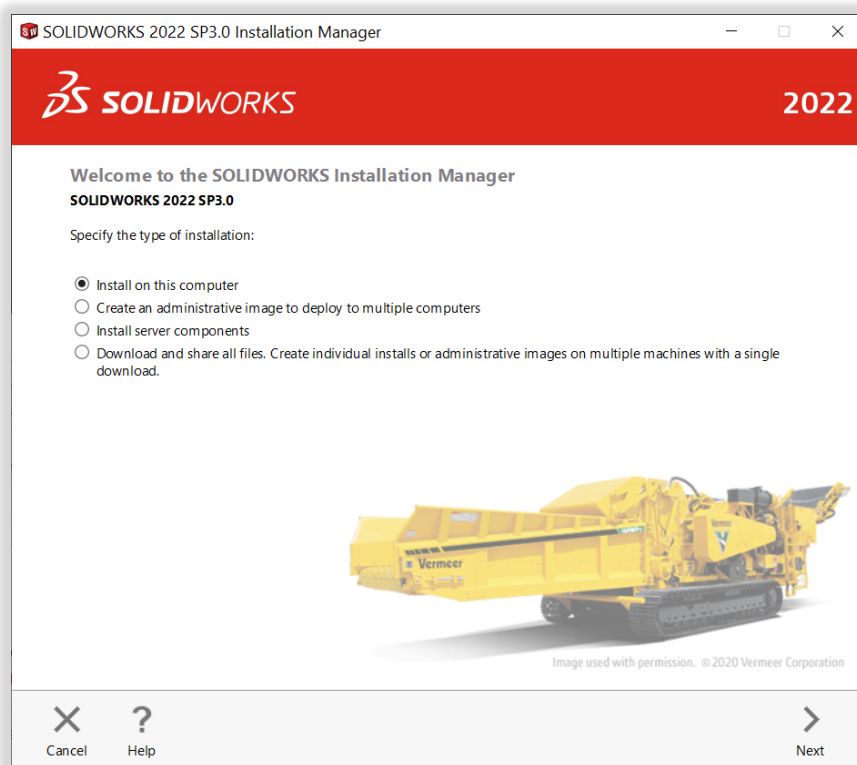 SOLIDWORKS 2022 SP3.0 Installation Manager
SOLIDWORKS
2022
Welcome to the SOLIDWORKS Installation Manager
SOLIDWORKS 2022 SP3.0
Specify the type of installation:
Install on this computer
Create an administrative image to deploy to multiple computers
Install server components
Download and share all files. Create individual installs or administrative images on multiple machines with a single
download.
Vermeer
Vermeer
Image used with permission. ©2020 Vermeer Corporation
Cancel
Help
Next